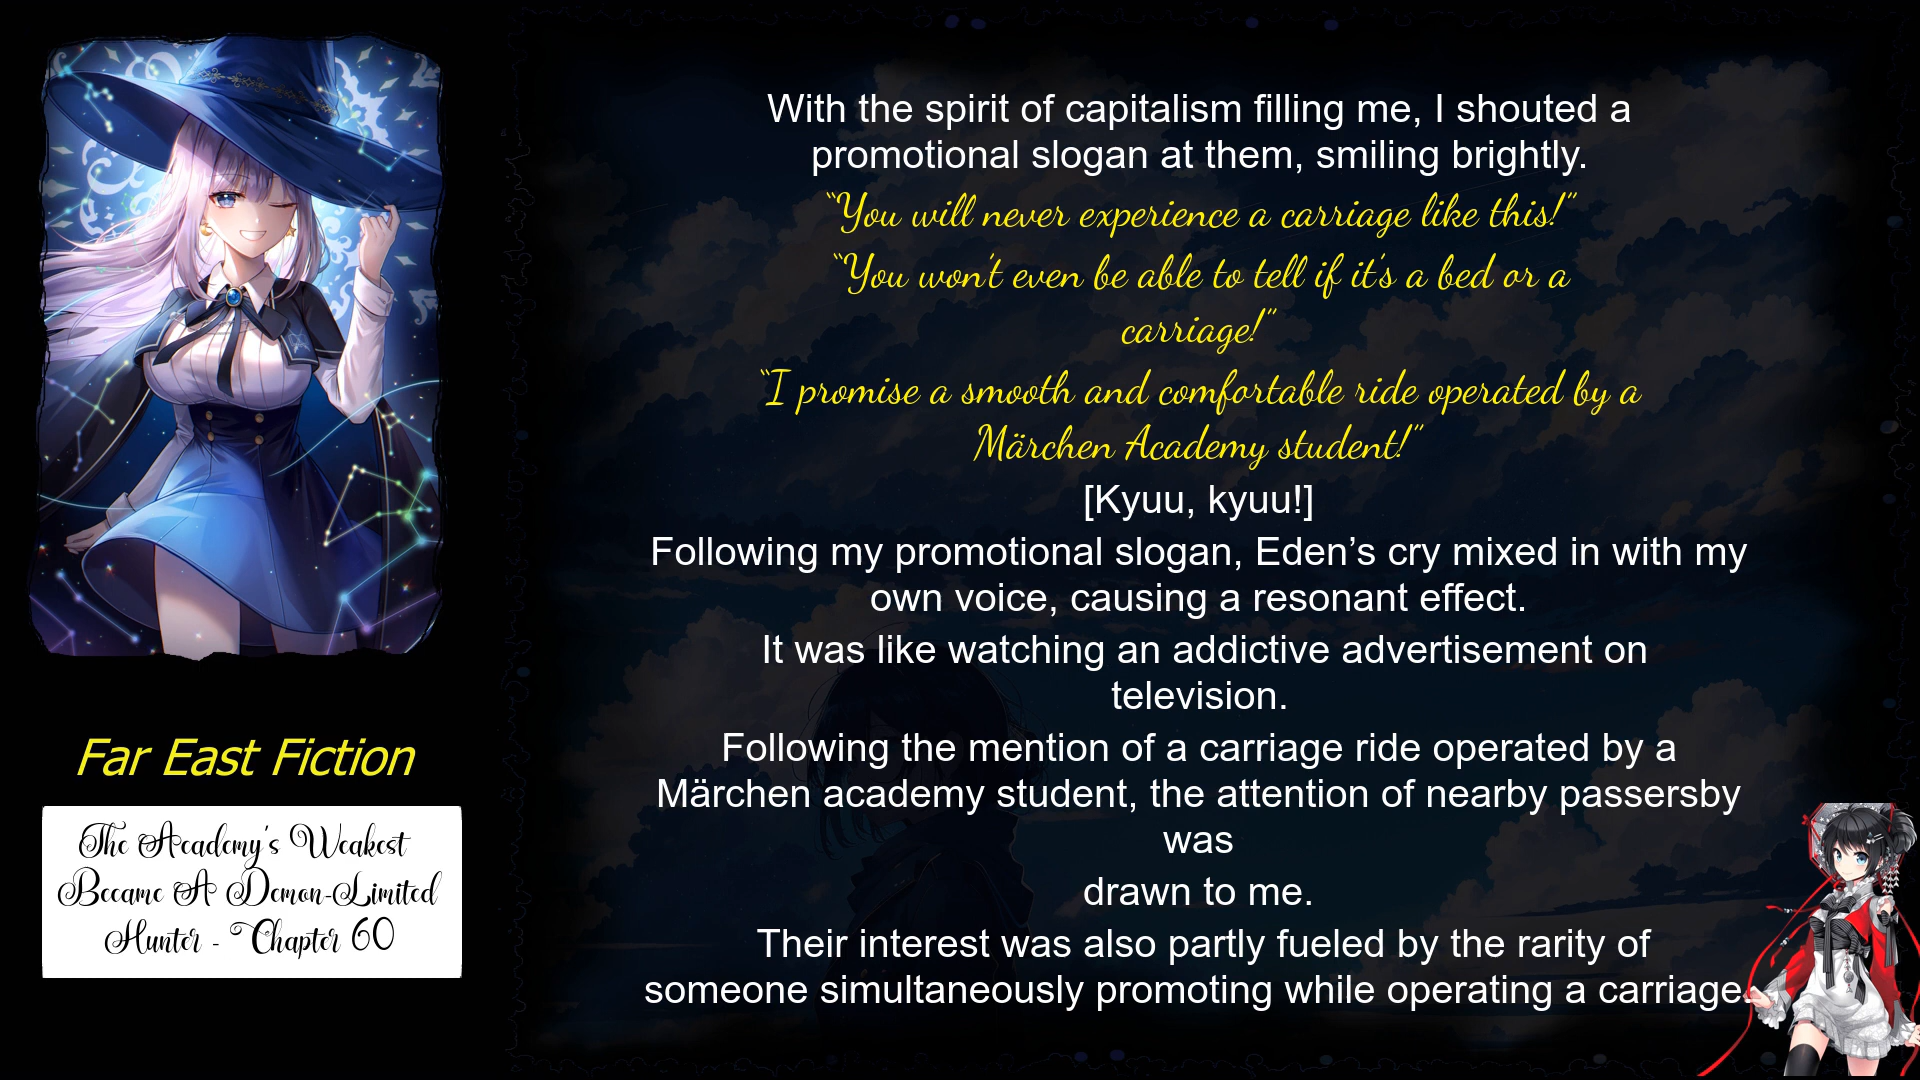 Far East Fiction
The Academy's Weakest
Became A Demon-Limited
Hunter - Chapter 60
With the spirit of capitalism filling me, I shouted a
promotional slogan at them, smiling brightly.
“You will never experience a carriage like this!”
“You won’t even be able to tell if it’s a bed or a
carriage!”
“I promise a smooth and comfortable ride operated by a
Märchen Academy student!”
[Kyuu, kyuu!]
Following my promotional slogan, Eden’s cry mixed in with my
own voice, causing a resonant effect.
It was like watching an addictive advertisement on
television.
Following the mention of a carriage ride operated by a
Märchen academy student, the attention of nearby passersby
was
drawn to me.
Their interest was also partly fueled by the rarity of
someone simultaneously promoting while operating a carriage.